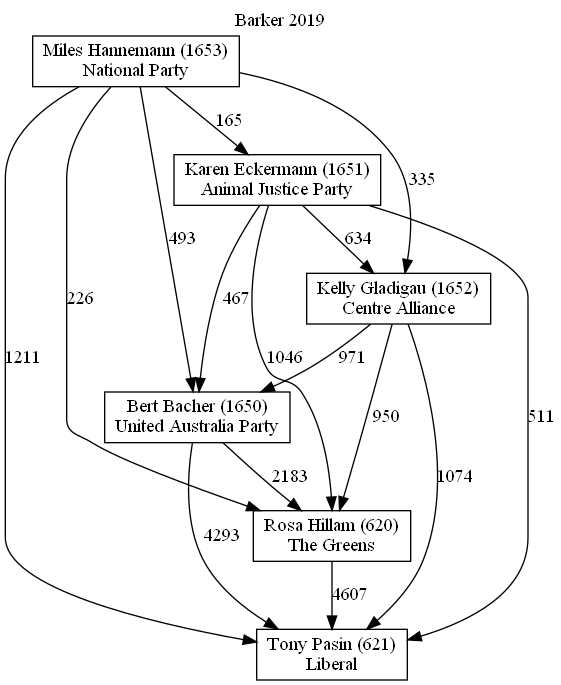 Barker 2019
Miles Hannemann (1653)
National Party
165
Karen Eckermann (1651)
Animal Justice Party
335
493
634
226
467
Kelly Gladigau (1652)
Centre Alliance
1211
1046
971
Bert Bacher (1650)
United Australia Party
950
511
2183
1074
4293
Rosa Hillam (620)
The Greens
4607
Tony Pasin (621)
Liberal